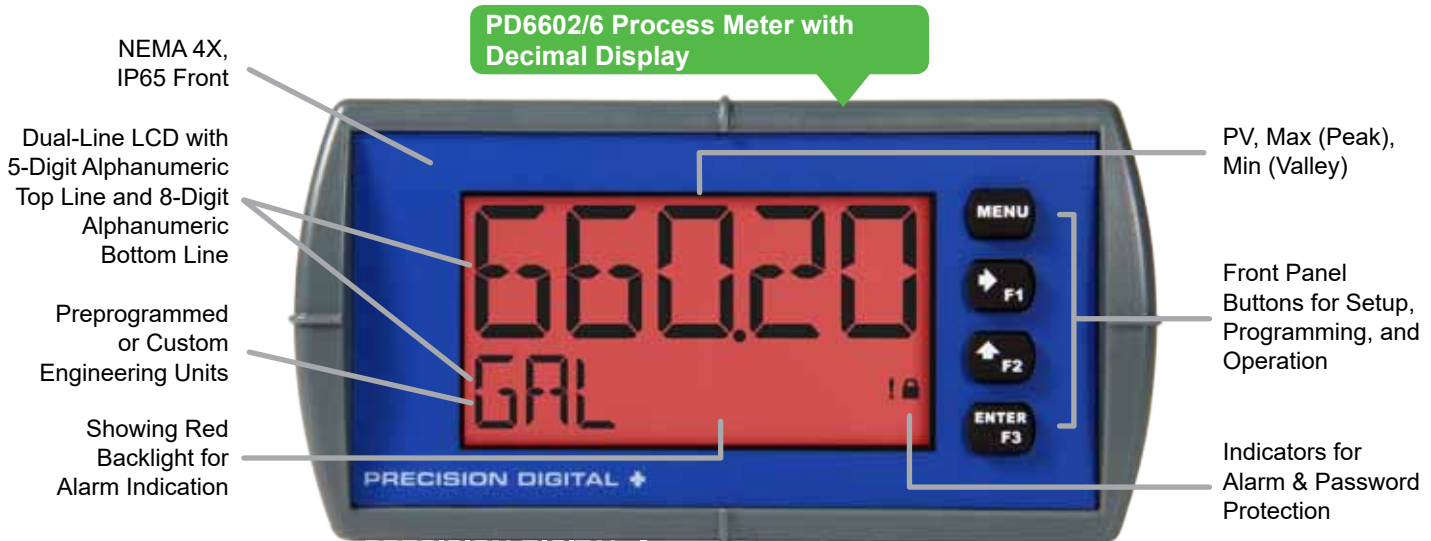 PD6602/6 Process Meter with
Decimal Display
NEMA 4X,
IP65 Front
Dual-Line LCD with
5-Digit Alphanumeric
Top Line and 8-Digit
Alphanumeric
Bottom Line
Preprogrammed
or Custom
Engineering Units
Showing Red
Backlight for
Alarm Indication
660.20
GAL
!
PRECISION DIGITAL
MENU
F1
F2
ENTER
F3
PV, Max (Peak),
Min (Valley)
Front Panel
Buttons for Setup,
Programming, and
Operation
Indicators for
Alarm & Password
Protection